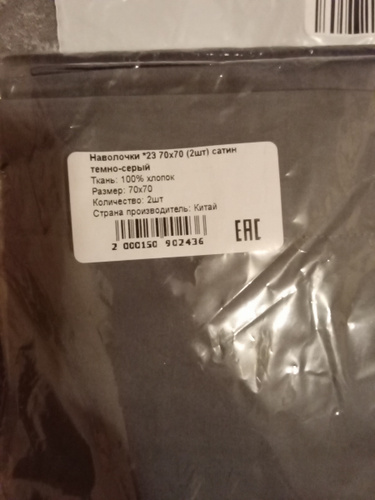 Наволочки *23 70х70 (2шт) сатин
темно-серый
Ткань: 100% хлопок
Размер: 70х70
Количество: 2шт
Страна производитель: Китай
2 000150 902436
ЕАС